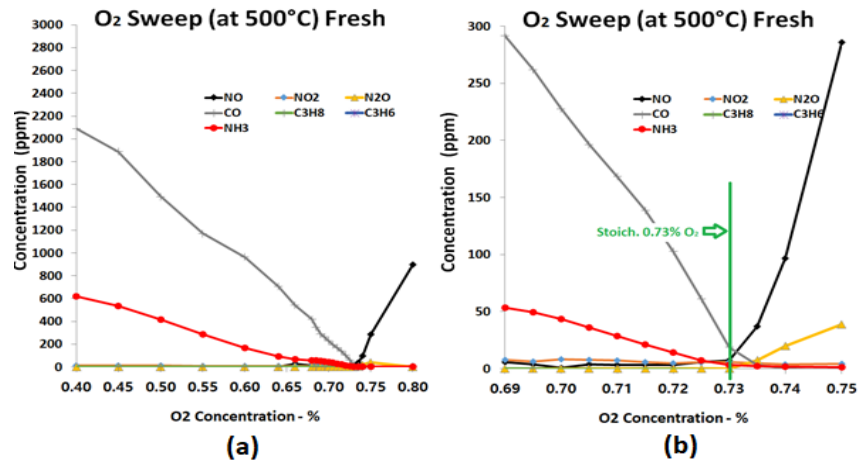 O2 Sweep (at 500°C) Fresh
3000
2800
2600
2400
2200
2000
1800
1600
1400
1200
1000
800
600
400
200
0
Concentration (ppm)
NO NO2 N2O
CO C3H8 C3H6
NH3
0.40 0.45 0.50 0.55 0.60 0.65 0.70 0.75 0.80
O2 Concentration - %
(a)
O2 Sweep (at 500°C) Fresh
300
250
200
150
100
50
0
Concentration (ppm)
NO NO2 N2O
CO C3H8 C3H6
NH3
Stoich. 0.73% O2
0.69 0.70 0.71 0.72 0.73 0.74 0.75
O2 Concentration - %
(b)